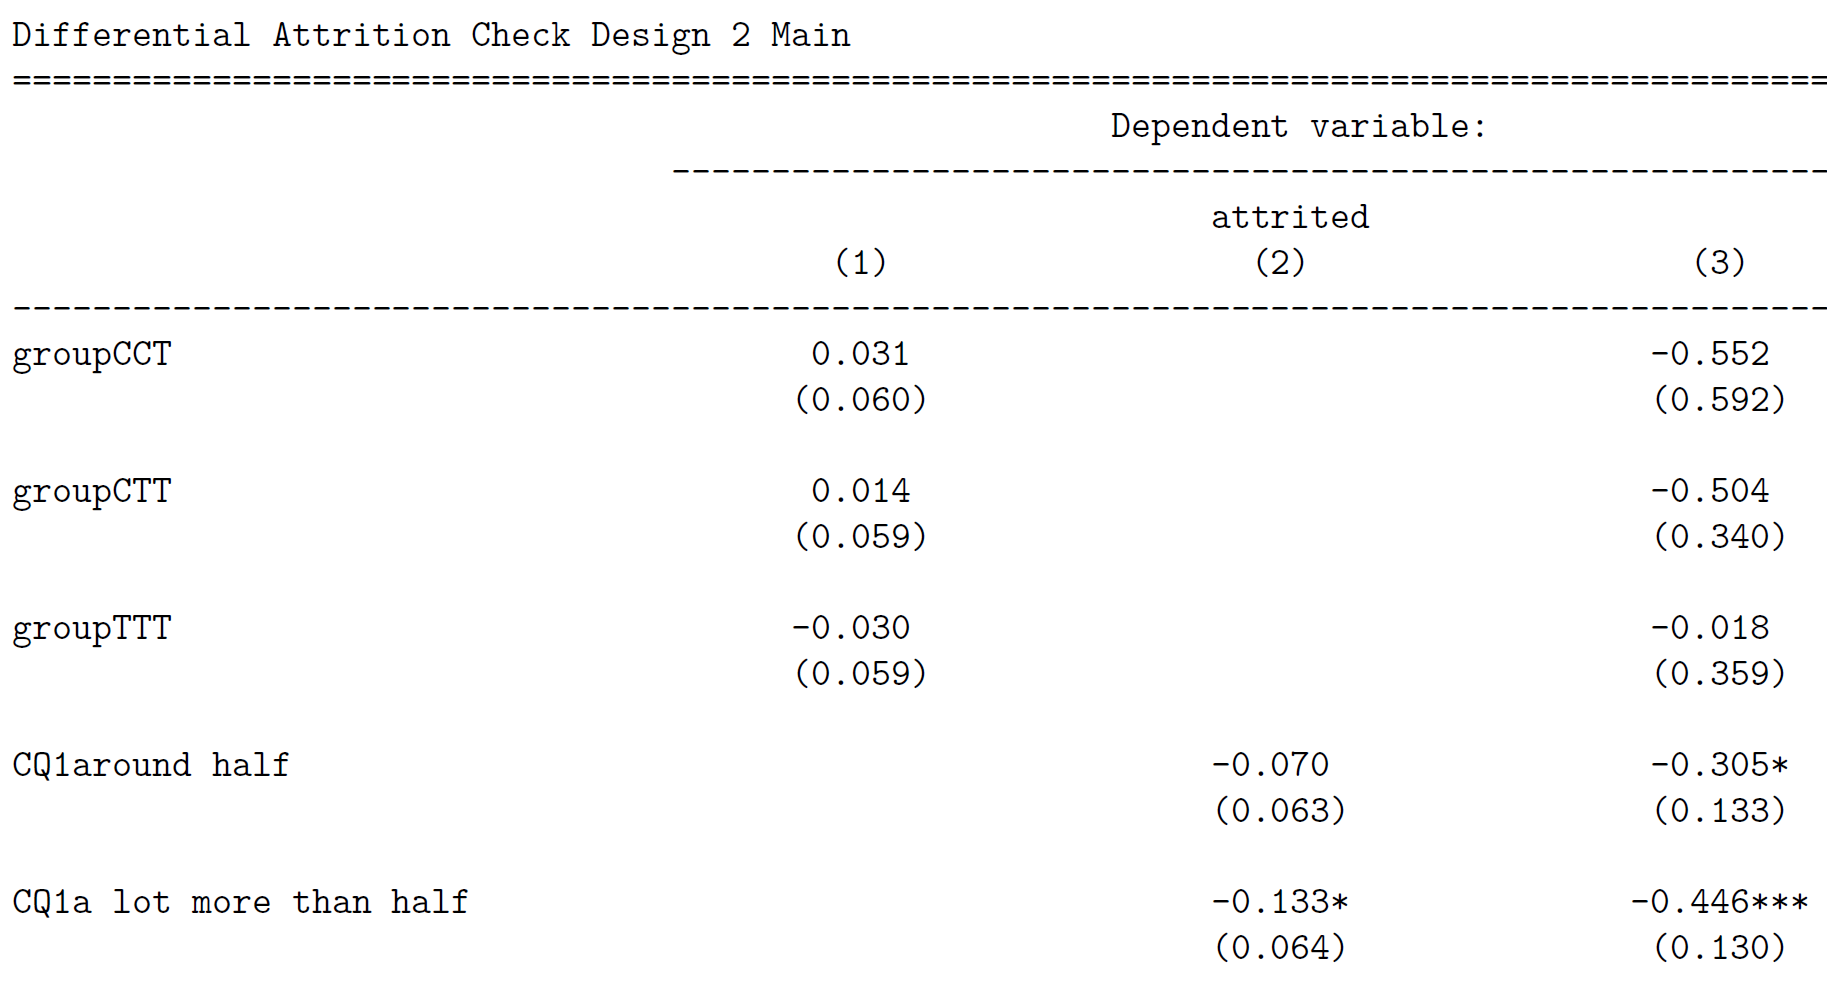 Differential Attrition Check Design 2 Main
===========================================================================================
Dependent variable:
----------------------------------------------------------
attrited
(1) (2) (3)
-------------------------------------------------------------------------------------------
groupCCT 0.031 -0.552
(0.060) (0.592)
groupCTT 0.014 -0.504
(0.059) (0.340)
groupTTT -0.030 -0.018
(0.059) (0.359)
CQ1around half -0.070 -0.305*
(0.063) (0.133)
CQ1a lot more than half -0.133* -0.446***
(0.064) (0.130)